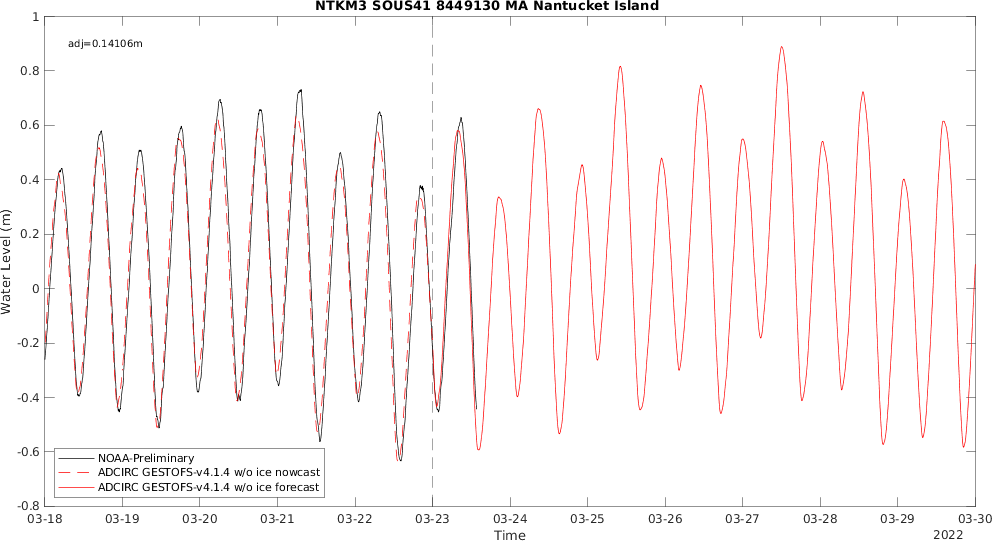 NTKM3 SOUS41 8449130 MA Nantucket Island
1
adj=0.14106m
0.8
0.6
0.4
0.2
0
-0.2
-0.4
-0.6
-0.8
Water Level (m)
NOAA-Preliminary
ADCIRC GESTOFS-v4.1.4 w/o ice nowcast
ADCIRC GESTOFS-v4.1.4 w/o ice forecast
03-18 03-19 03-20 03-21 03-22 03-23 03-24 03-25 03-26 03-27 03-28 03-29 03-30
Time
2022